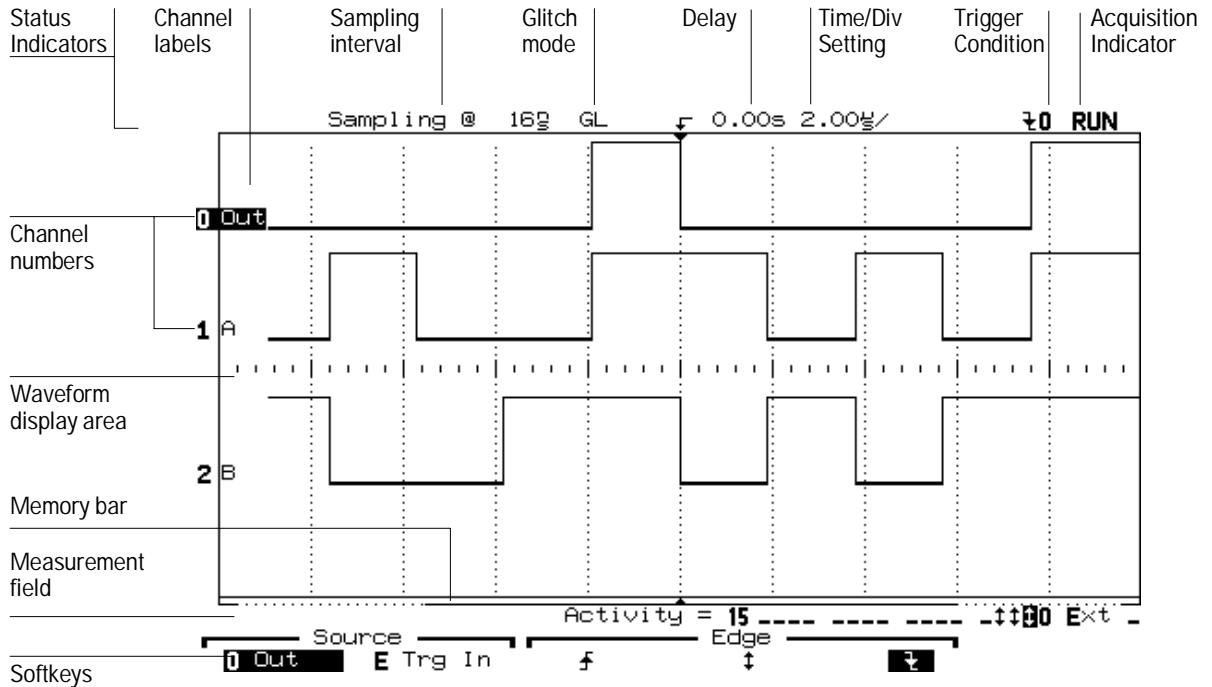 Status Indicators
Channel labels
Sampling interval
Glitch mode
Delay
Time/Div Setting
Trigger Condition
Acquisition Indicator
Sampling @ 16ns GL 0.00s 2.00us/ 0 RUN
0 Out
Channel numbers
1 A
Waveform display area
2 B
Memory bar
Measurement field
Activity = 15 ---- ---- ---- -↕↕↕0 Ext -
Source Edge
0 Out E Trg In ↕
Softkeys